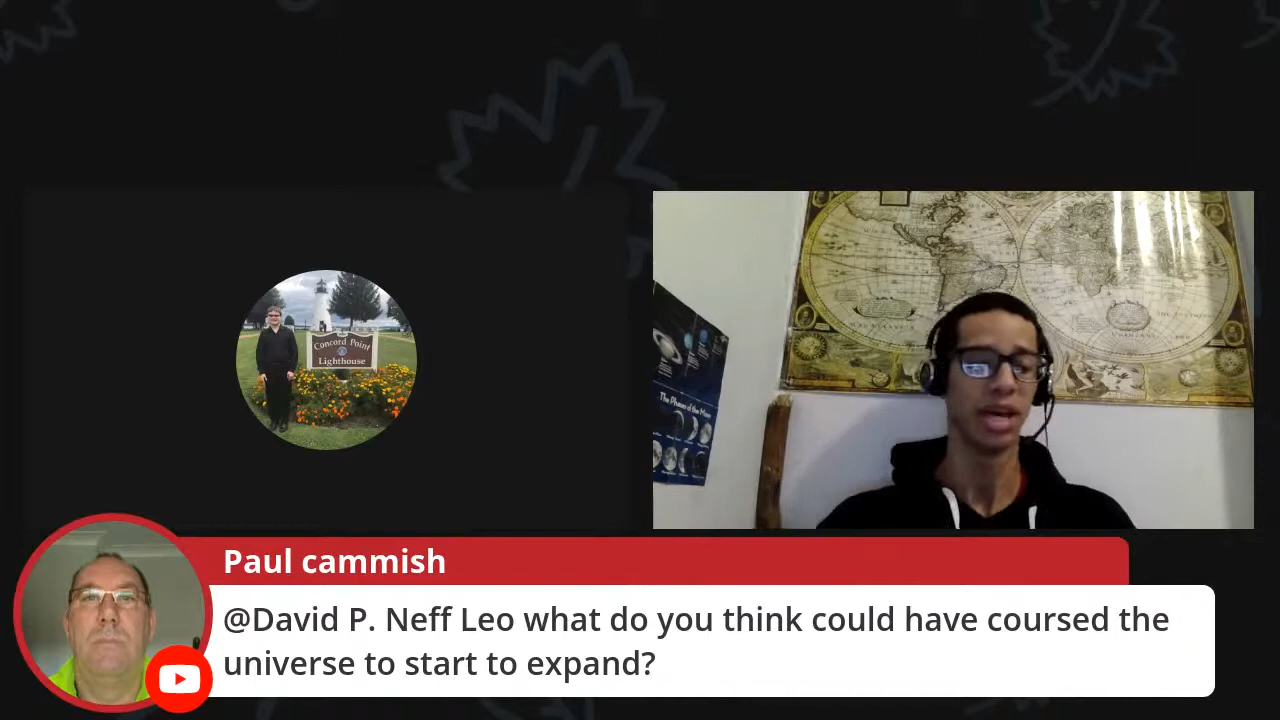 Concord Point
Lighthouse
The Phases of the Moon
Paul cammish
@David P. Neff Leo what do you think could have coursed the
universe to start to expand?